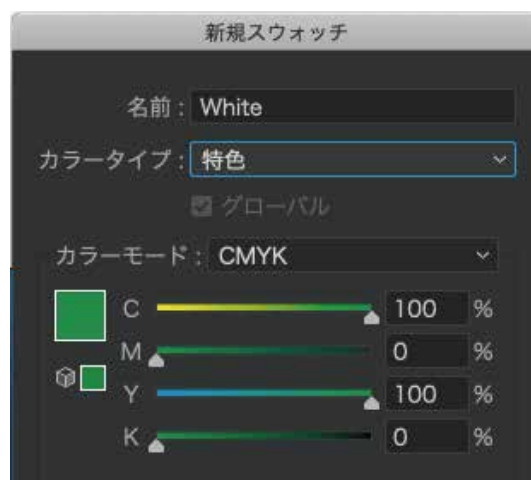 新規スウォッチ
名前：White
カラータイプ：特色
グローバル
カラーモード：CMYK
C 100 %
M 0 %
Y 100 %
K 0 %